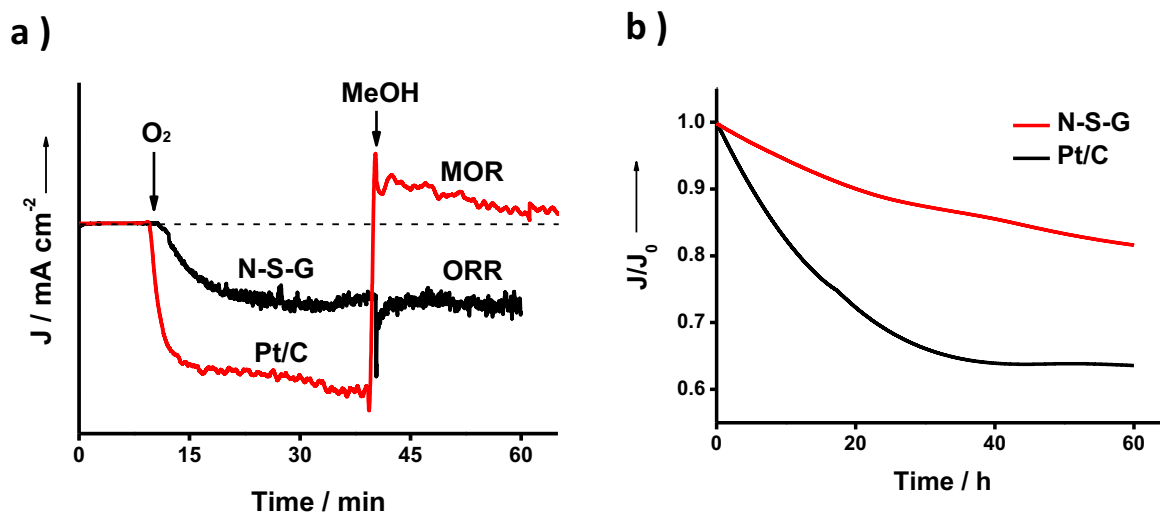 a )
MeOH
O₂
MOR
N-S-G
ORR
Pt/C
J / mA cm⁻²
0 15 30 45 60
Time / min
b )
N-S-G
Pt/C
1.0
0.9
0.8
0.7
0.6
J/J₀
0 20 40 60
Time / h